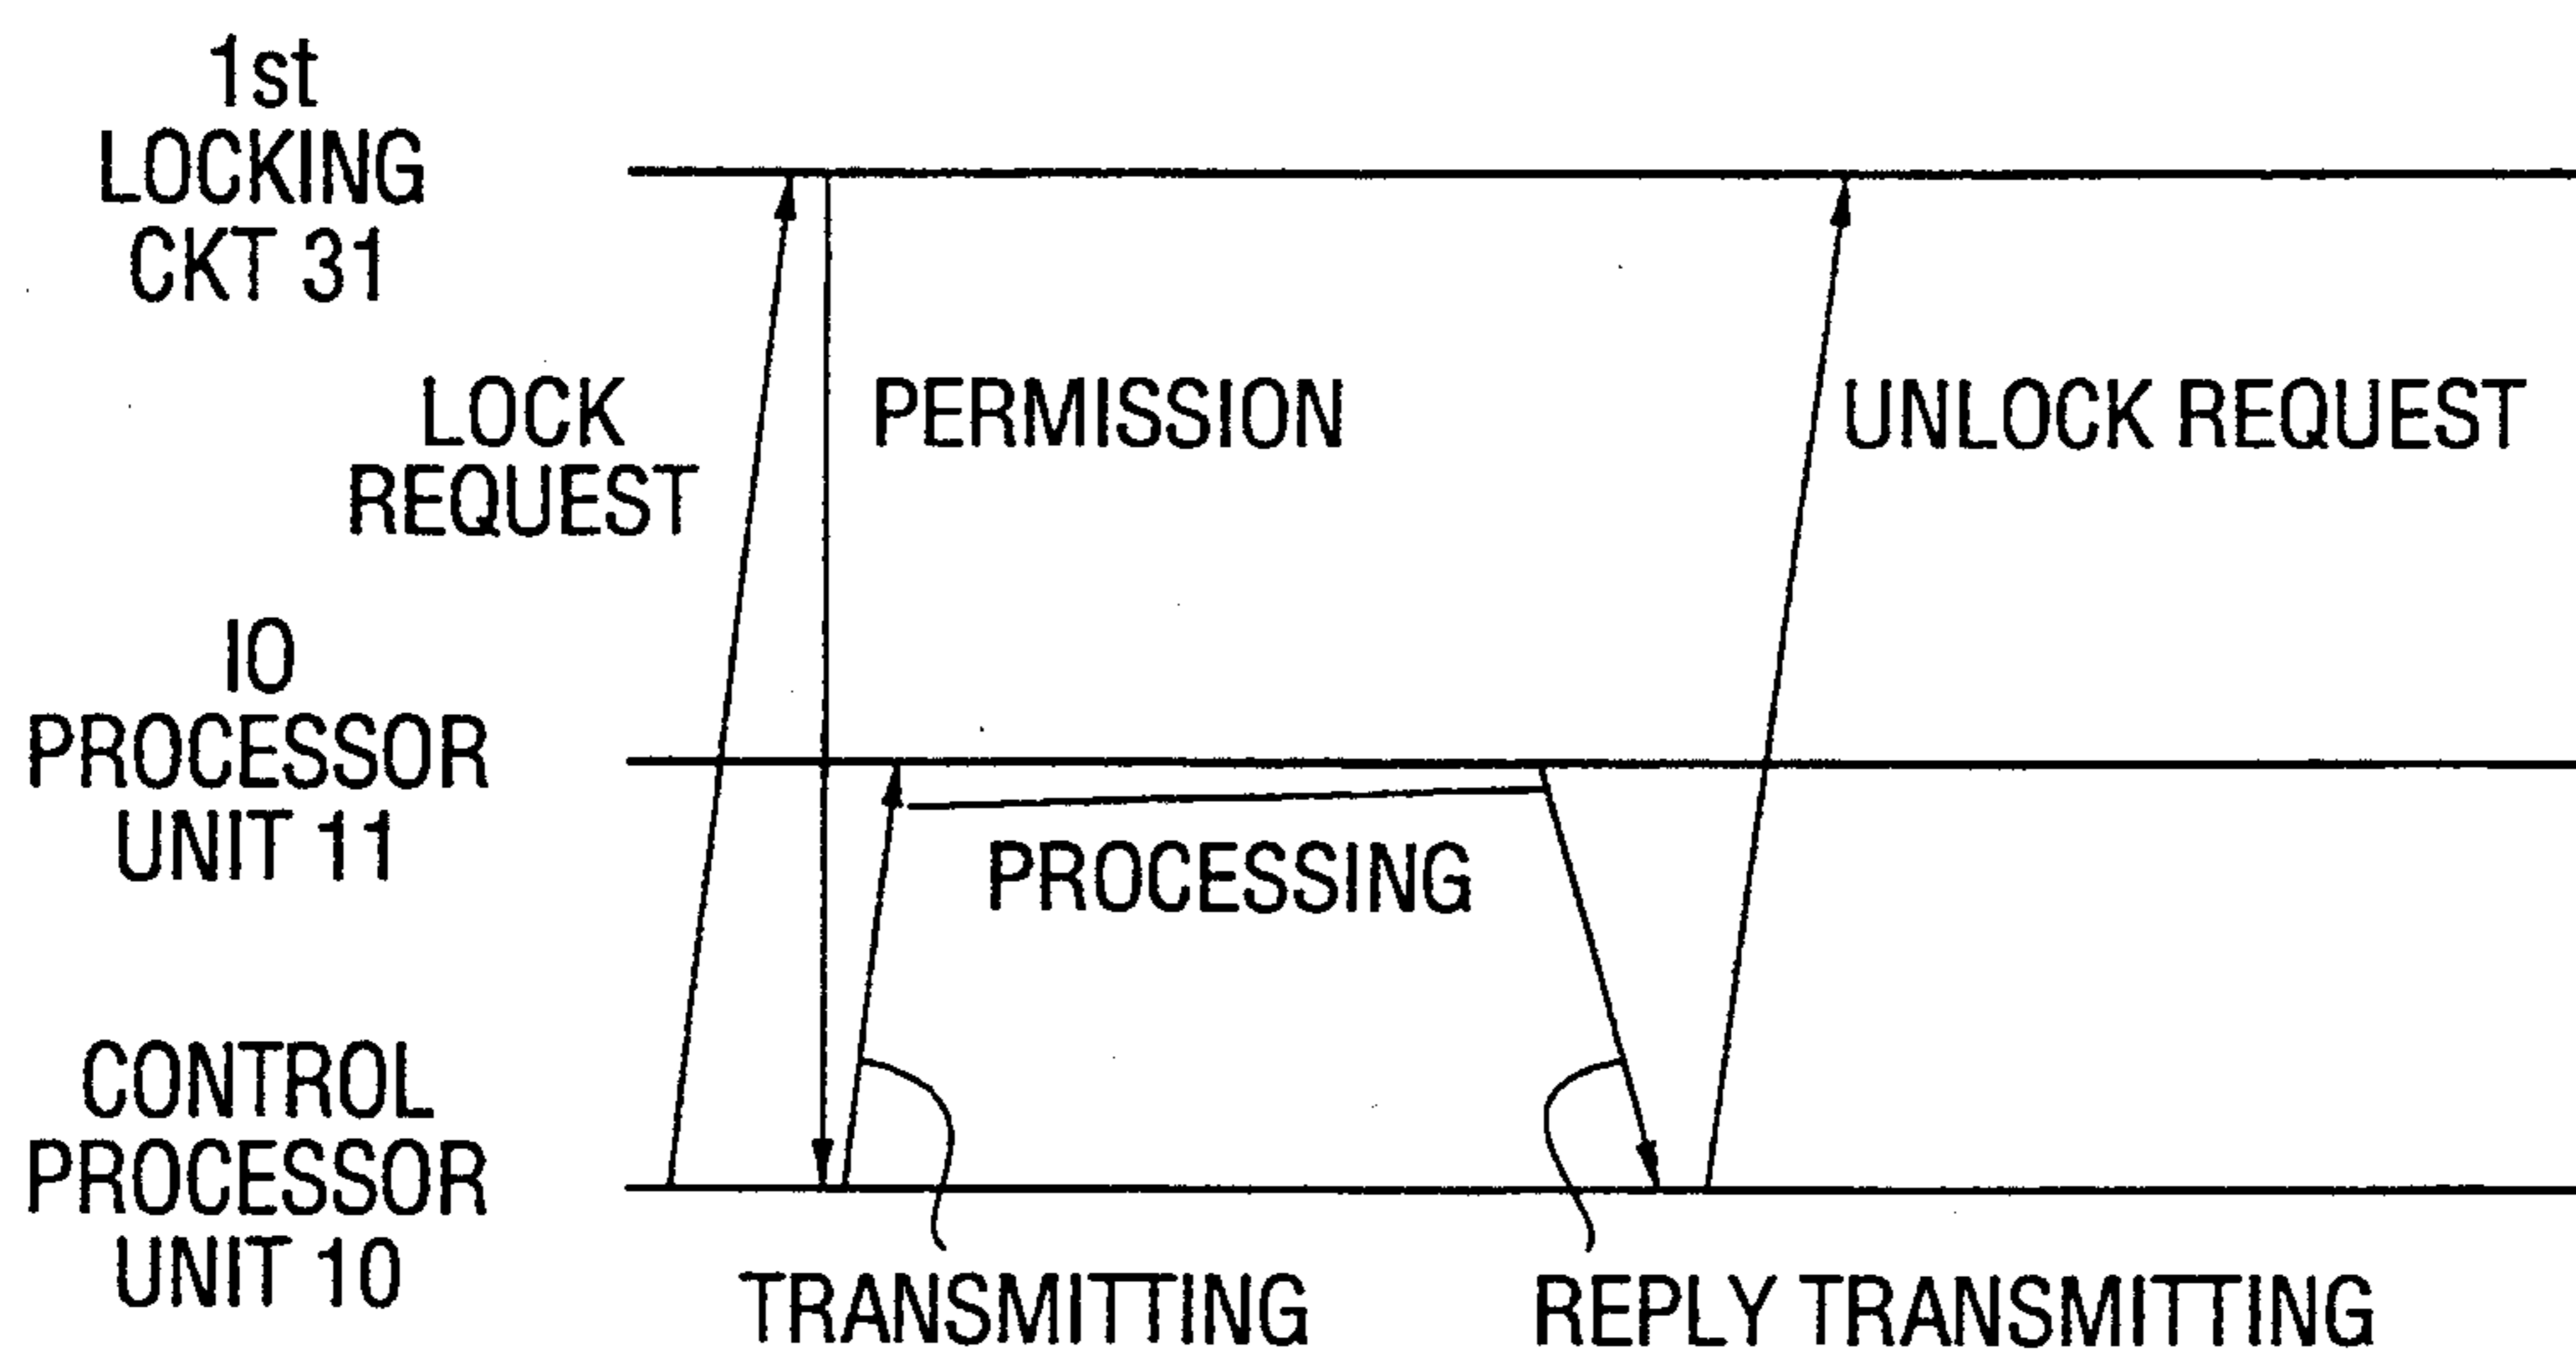 1st
LOCKING
CKT 31
LOCK
REQUEST
PERMISSION
UNLOCK REQUEST
IO
PROCESSOR
UNIT 11
PROCESSING
CONTROL
PROCESSOR
UNIT 10
TRANSMITTING
REPLY TRANSMITTING